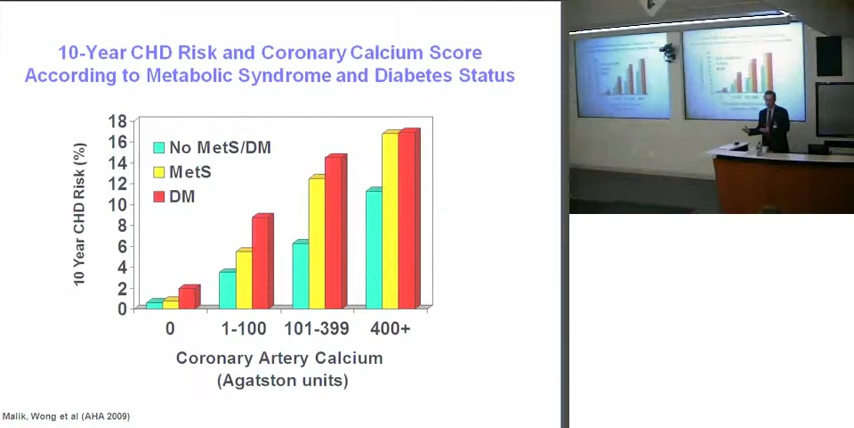 10-Year CHD Risk and Coronary Calcium Score
According to Metabolic Syndrome and Diabetes Status
18
16
14
12
10
8
6
4
2
0
10 Year CHD Risk (%)
No MetS/DM
MetS
DM
0 1-100 101-399 400+
Coronary Artery Calcium
(Agatston units)
Malik, Wong et al (AHA 2009)